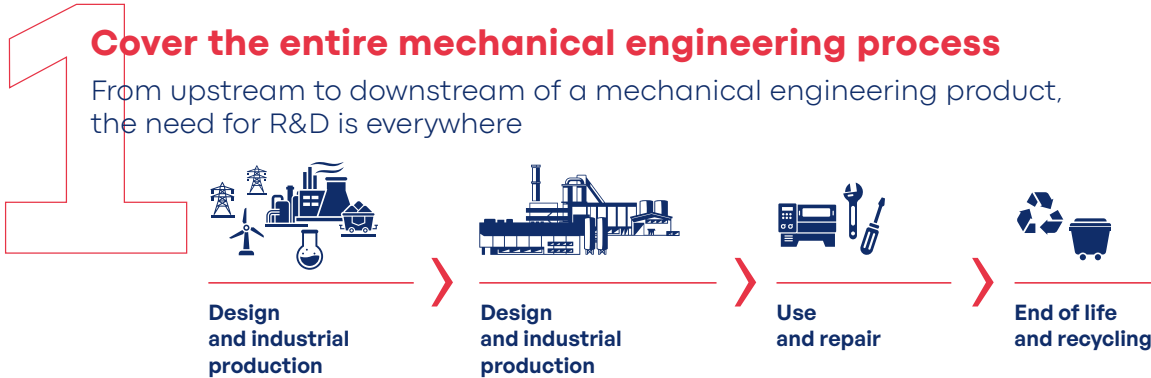 1
Cover the entire mechanical engineering process
From upstream to downstream of a mechanical engineering product,
the need for R&D is everywhere
Design
and industrial
production
Design
and industrial
production
Use
and repair
End of life
and recycling